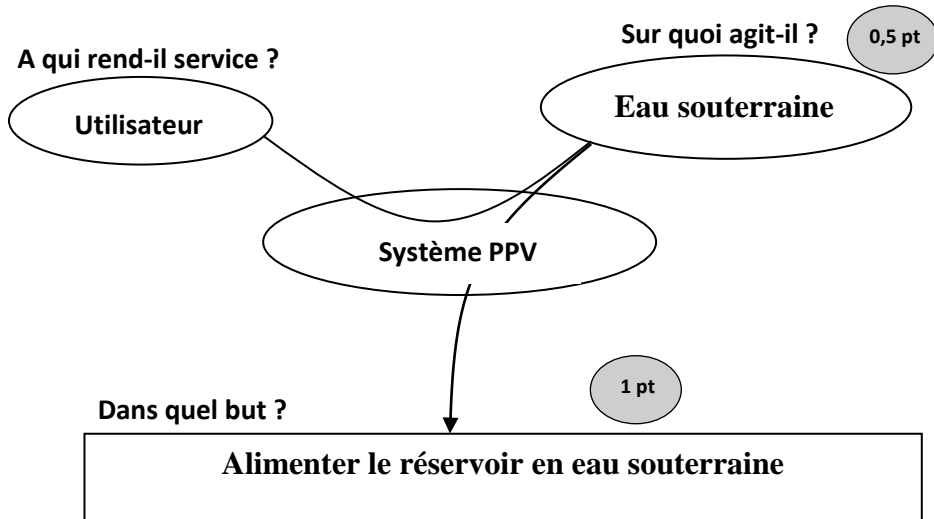 Sur quoi agit-il ?
0,5 pt
A qui rend-il service ?
Utilisateur
Eau souterraine
Système PPV
1 pt
Dans quel but ?
Alimenter le réservoir en eau souterraine